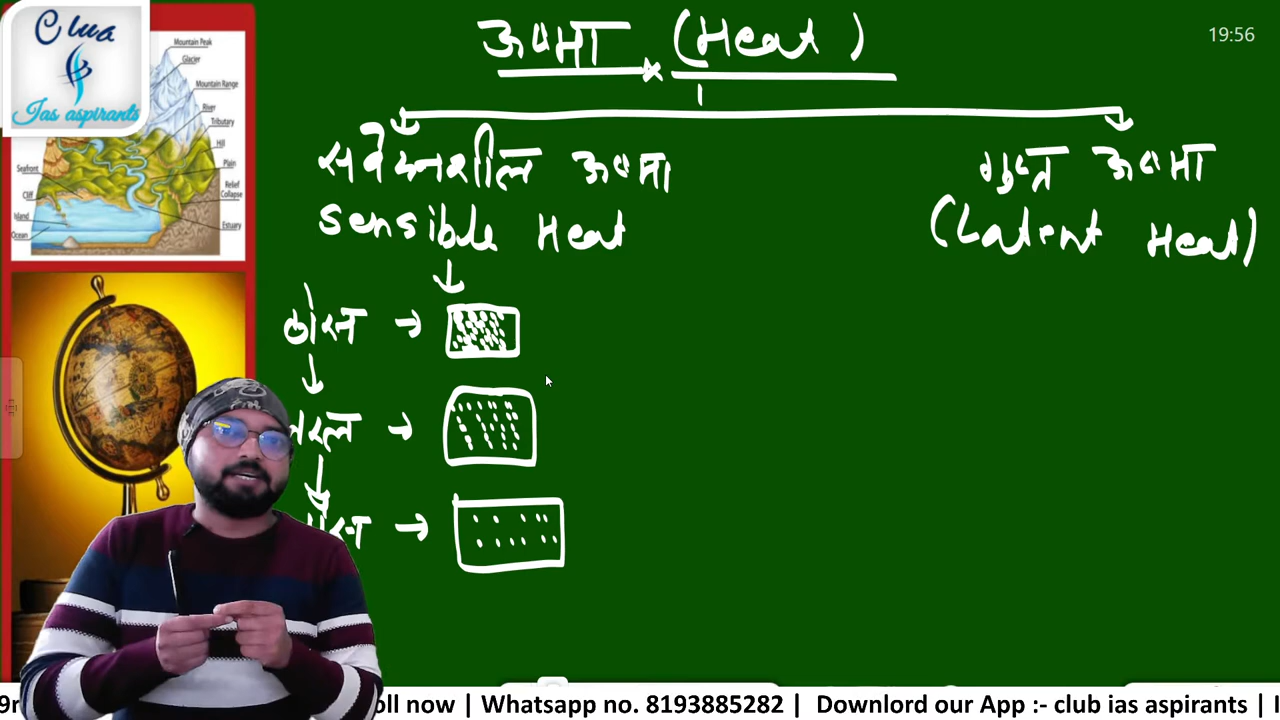 Clua
Ias aspirants
Mountain Peak
Glacier
Mountain Range
River
Tributary
Hill
Plain
Relief
Collapse
Estuary
Seafront
Cliff
Island
Ocean
19:56
ऊष्मा (Heat)
संवेदनशील ऊष्मा
Sensible Heat
गुप्त ऊष्मा
(Latent Heat)
ठोस →
तरल →
→
oll now | Whatsapp no. 8193885282 | Downlord our App :- club ias aspirants |